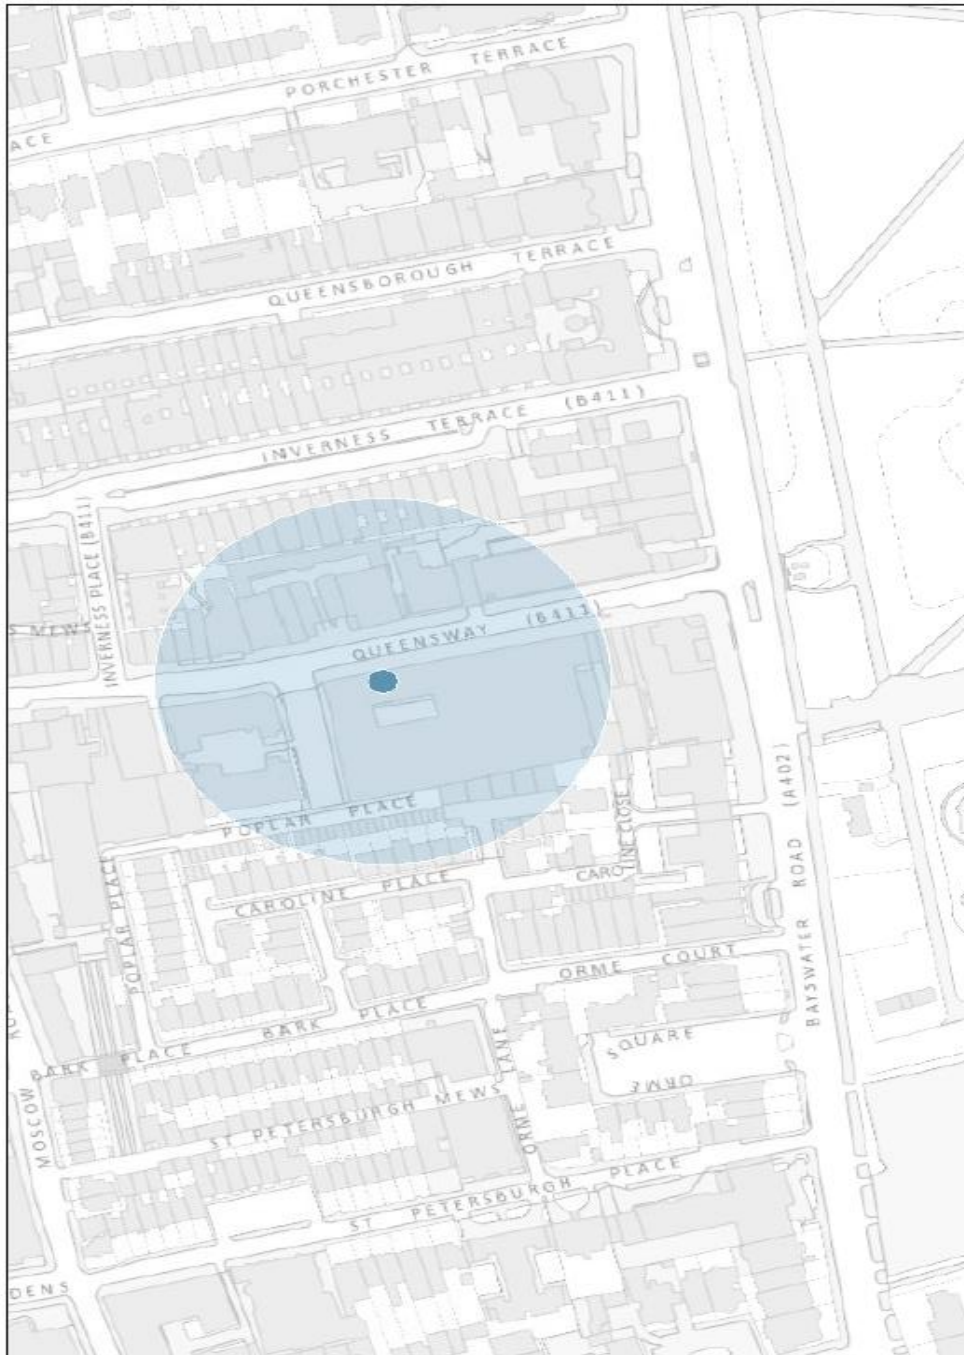 PORCHESTER TERRACE
ACE
QUEENSBOROUGH TERRACE
INVERNESS TERRACE (B411)
INVERNESS PLACE (B411)
S MEWS
QUEENSWAY (B411)
POPLAR PLACE
CAROLINE PLACE
CARO
LINE CLOSE
POPLAR PLACE
BAYSWATER ROAD (A402)
ORME COURT
BARK PLACE
BARK PLACE
SQUARE
ORME
ORME LANE
MOSCOW
ST PETERSBURGH MEWS
ST PETERSBURGH PLACE
DENS